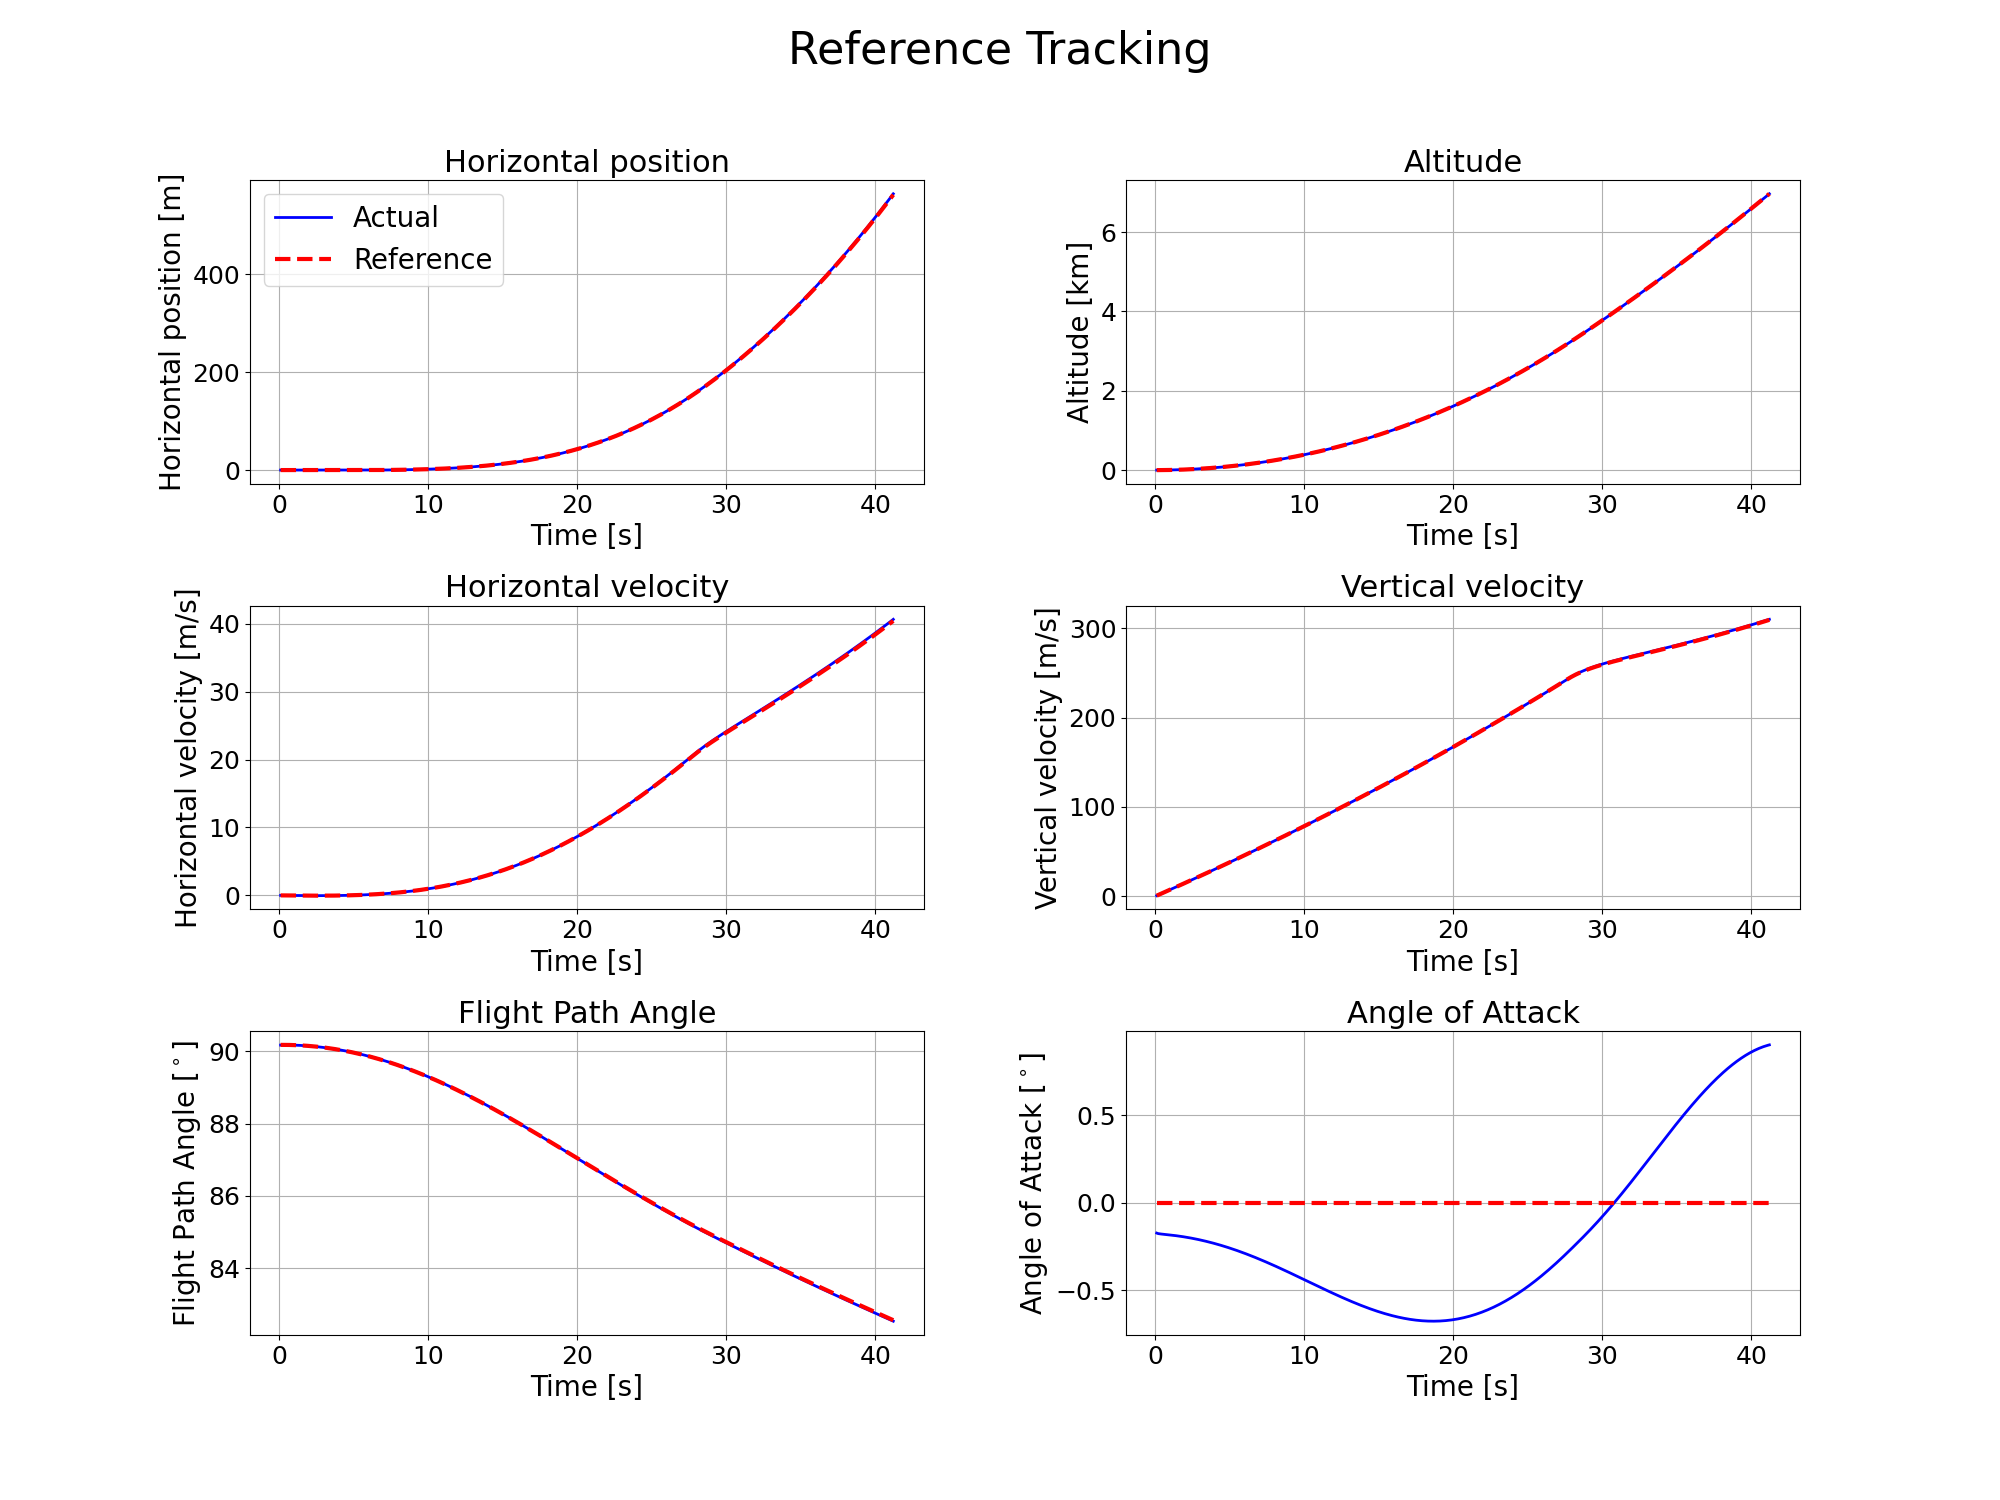 Reference Tracking
Horizontal position
Horizontal position [m]
400
200
0
Actual
Reference
0 10 20 30 40
Time [s]
Altitude
Altitude [km]
6
4
2
0
0 10 20 30 40
Time [s]
Horizontal velocity
Horizontal velocity [m/s]
40
30
20
10
0
0 10 20 30 40
Time [s]
Vertical velocity
Vertical velocity [m/s]
300
200
100
0
0 10 20 30 40
Time [s]
Flight Path Angle
Flight Path Angle [°]
90
88
86
84
0 10 20 30 40
Time [s]
Angle of Attack
Angle of Attack [°]
0.5
0.0
−0.5
0 10 20 30 40
Time [s]